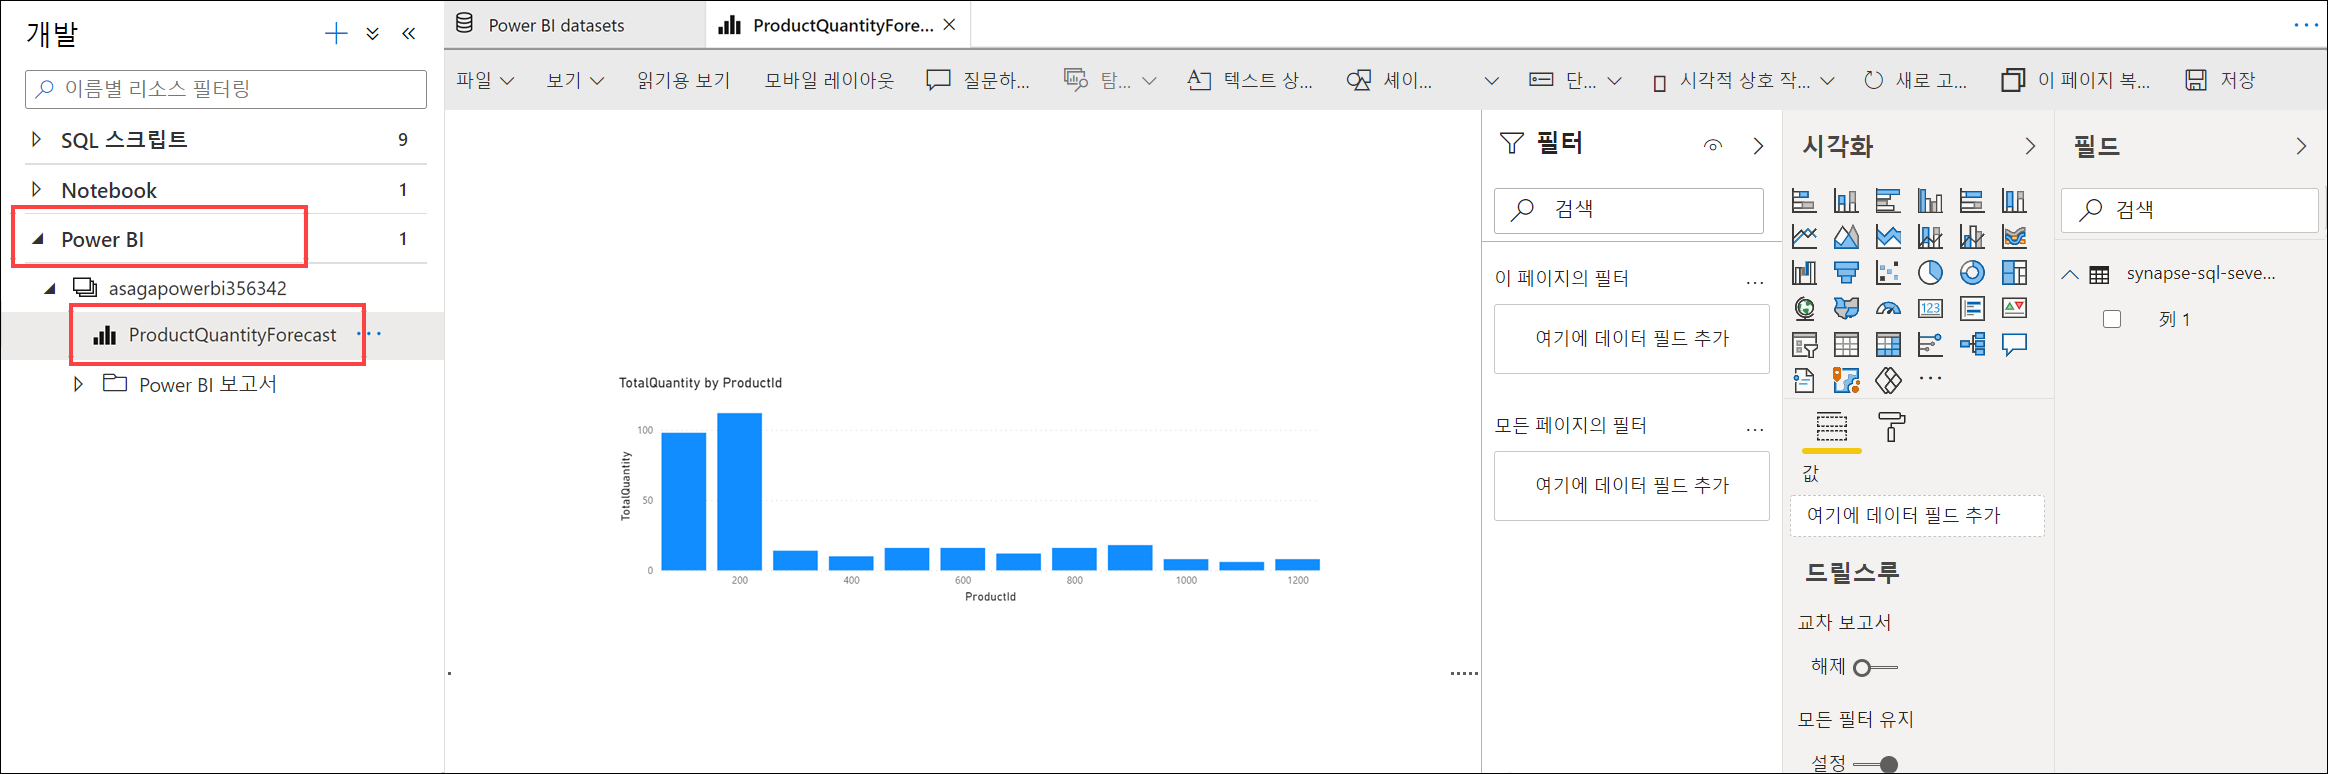 개발
이름별 리소스 필터링
SQL 스크립트 9
Notebook 1
Power BI 1
asagapowerbi356342
ProductQuantityForecast ...
Power BI 보고서
Power BI datasets
ProductQuantityFore...
...
파일 보기 읽기용 보기 모바일 레이아웃 질문하... 탐... 텍스트 상... 셰이... 단... 시각적 상호 작... 새로 고... 이 페이지 복... 저장
TotalQuantity by ProductId
TotalQuantity
100
50
0
200 400 600 800 1000 1200
ProductId
필터
검색
이 페이지의 필터 ...
여기에 데이터 필드 추가
모든 페이지의 필터 ...
여기에 데이터 필드 추가
시각화
123
...
값
여기에 데이터 필드 추가
드릴스루
교차 보고서
해제
모든 필터 유지
설정
필드
검색
synapse-sql-seve...
列 1